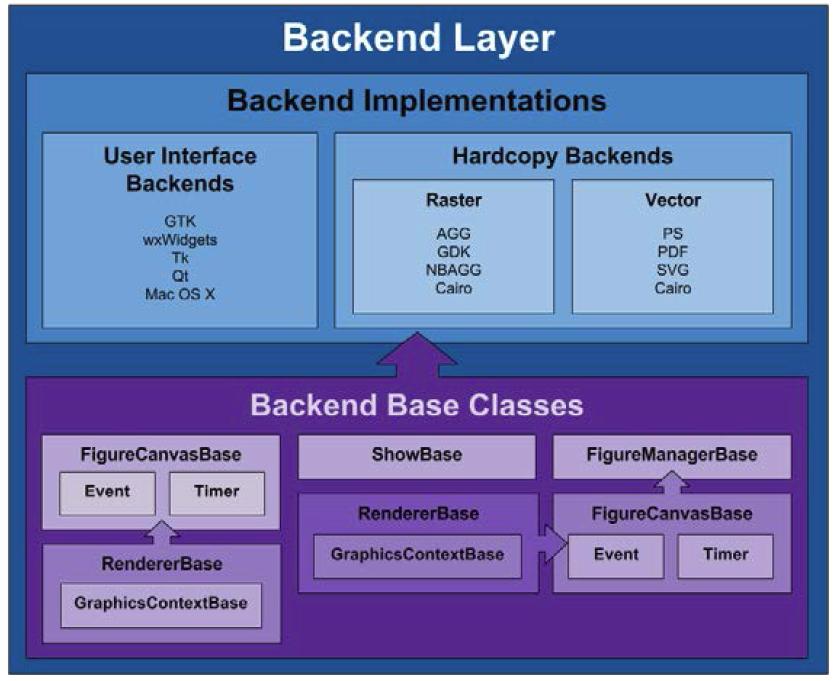 Backend Layer
Backend Implementations
User Interface
Backends
GTK
wxWidgets
Tk
Qt
Mac OS X
Hardcopy Backends
Raster
AGG
GDK
NBAGG
Cairo
Vector
PS
PDF
SVG
Cairo
Backend Base Classes
FigureCanvasBase
Event
Timer
RendererBase
GraphicsContextBase
ShowBase
RendererBase
GraphicsContextBase
FigureManagerBase
FigureCanvasBase
Event
Timer